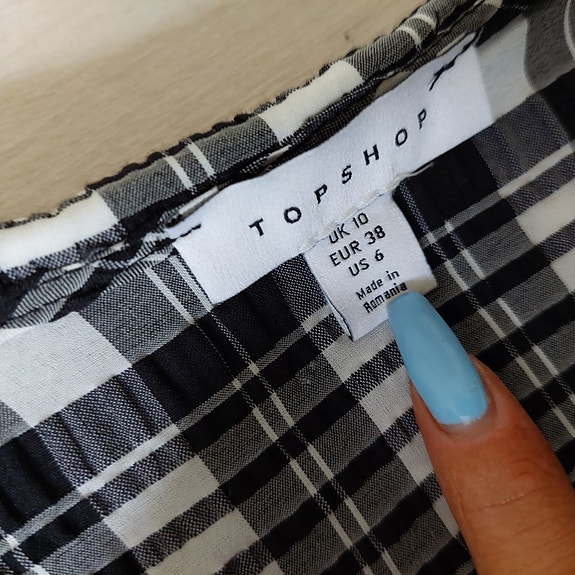 TOPSHOP
UK 10
EUR 38
US 6
Made in
Romania